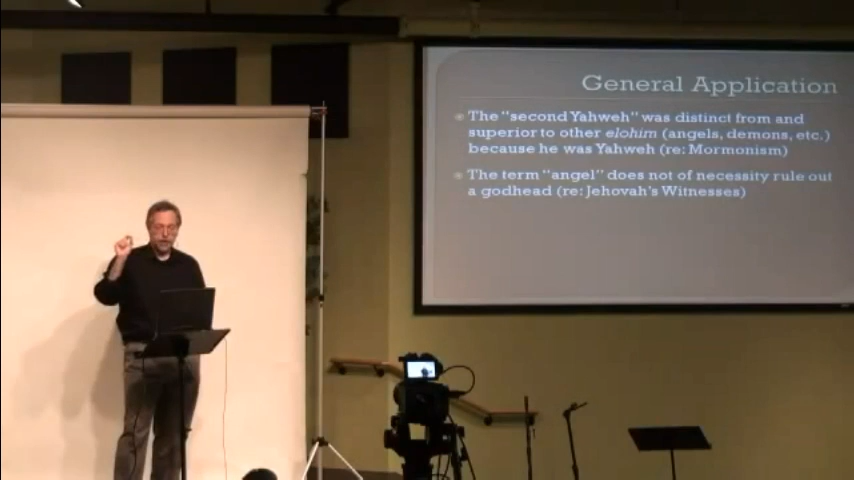 General Application
The "second Yahweh" was distinct from and
superior to other elohim (angels, demons, etc.)
because he was Yahweh (re: Mormonism)
The term "angel" does not of necessity rule out
a godhead (re: Jehovah's Witnesses)